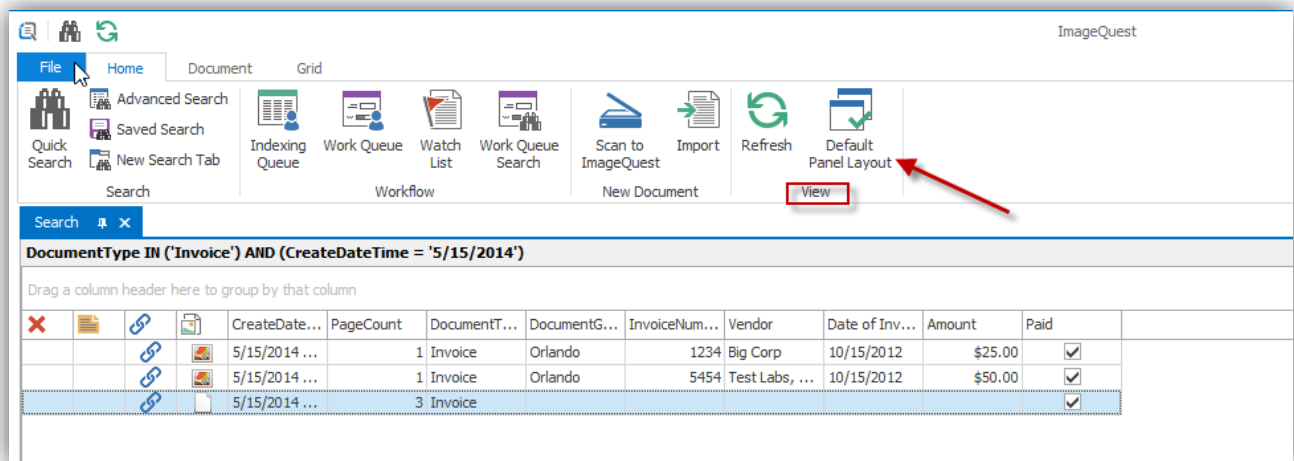 ImageQuest
File Home Document Grid
Quick Search
Advanced Search
Saved Search
New Search Tab
Indexing Queue
Work Queue
Watch List
Work Queue Search
Scan to ImageQuest
Import
Refresh
Default Panel Layout
Search Workflow New Document View
Search
DocumentType IN ('Invoice') AND (CreateDateTime = '5/15/2014')
Drag a column header here to group by that column
CreateDate... PageCount DocumentT... DocumentG... InvoiceNum... Vendor Date of Inv... Amount Paid
5/15/2014 ... 1 Invoice Orlando 1234 Big Corp 10/15/2012 $25.00
5/15/2014 ... 1 Invoice Orlando 5454 Test Labs, ... 10/15/2012 $50.00
5/15/2014 ... 3 Invoice